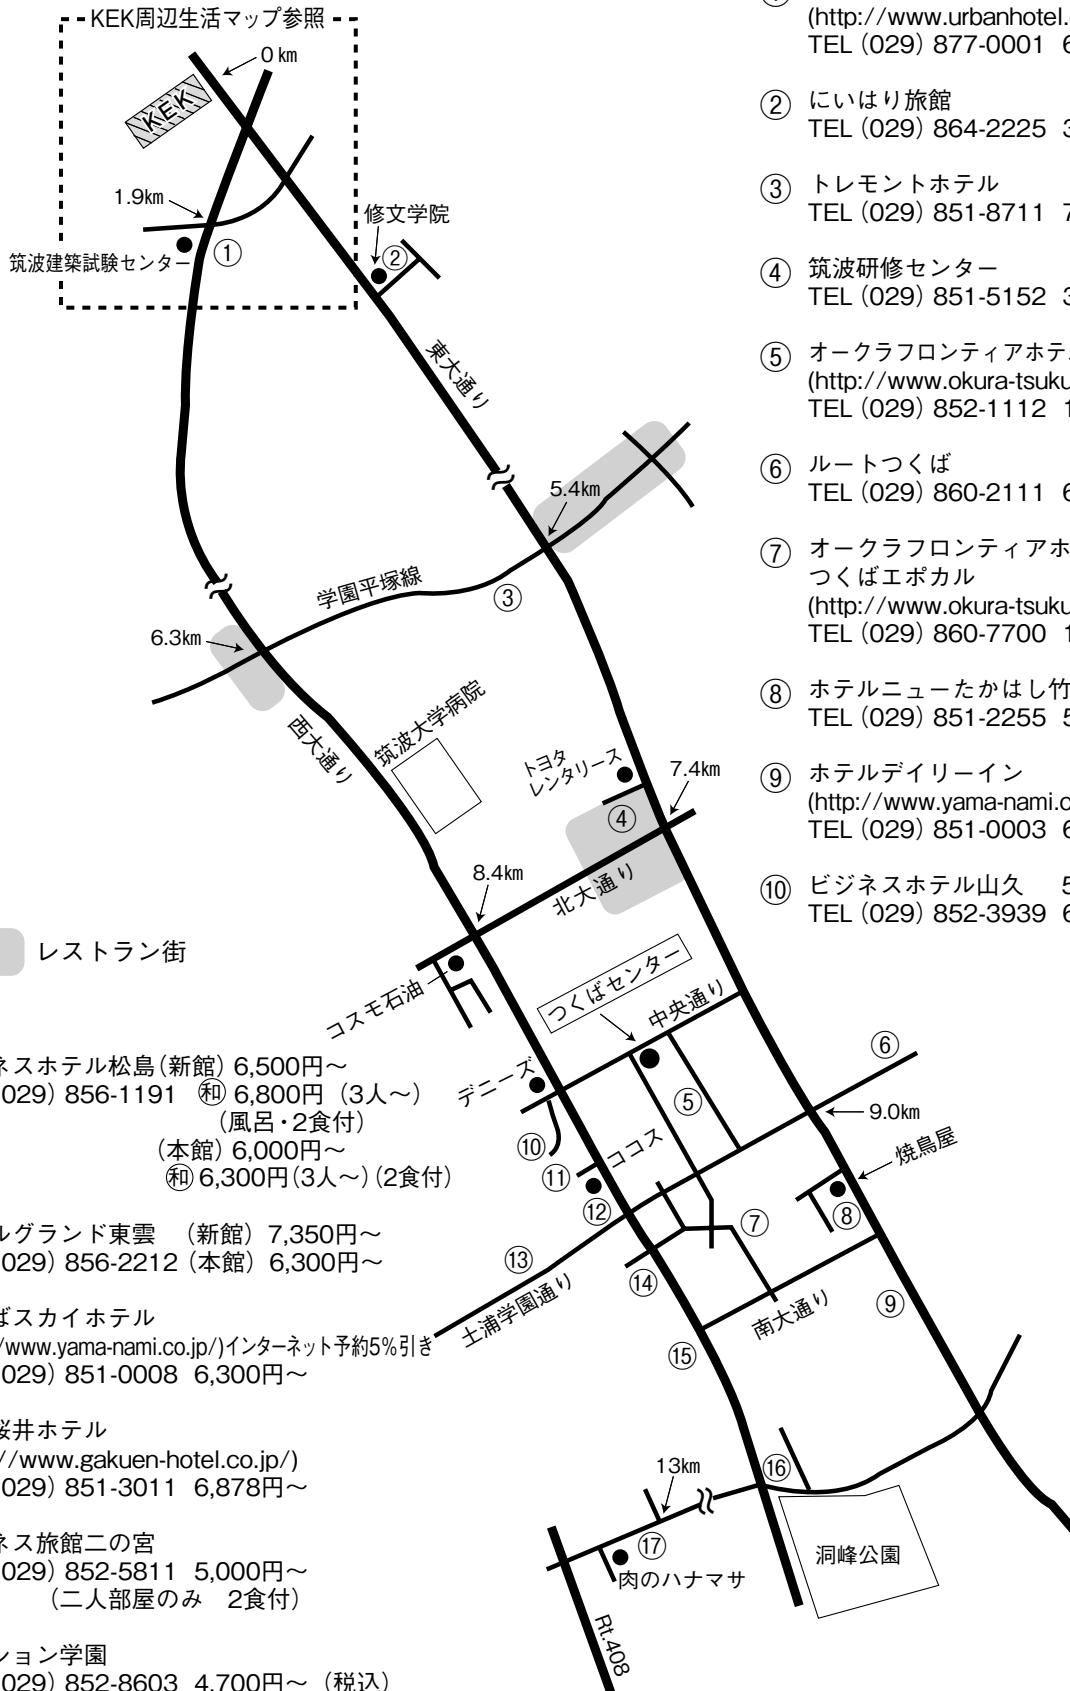 KEK周辺生活マップ参照
0km
KEK
1.9km
筑波建築試験センター
①
修文学院
②
東大通り
5.4km
学園平塚線
③
6.3km
西大通り
筑波大学病院
トヨタ
レンタリース
④
7.4km
8.4km
北大通り
レストラン街
コスモ石油
つくばセンター
中央通り
デニーズ
⑤
⑥
9.0km
⑩
ココス
⑪
⑫
焼鳥屋
⑧
⑦
⑬
⑭
土浦学園通り
南大通り
⑨
⑮
⑯
13km
⑰
肉のハナマサ
洞峰公園
Rt.408
(http://www.urbanhotel.
TEL (029) 877-0001
② にいはり旅館
TEL (029) 864-2225
③ トレモントホテル
TEL (029) 851-8711
④ 筑波研修センター
TEL (029) 851-5152
⑤ オークラフロンティアホテ
(http://www.okura-tsuku
TEL (029) 852-1112
⑥ ルートつくば
TEL (029) 860-2111
⑦ オークラフロンティアホ
つくばエポカル
(http://www.okura-tsuku
TEL (029) 860-7700
⑧ ホテルニューたかはし竹
TEL (029) 851-2255
⑨ ホテルデイリーイン
(http://www.yama-nami.
TEL (029) 851-0003
⑩ ビジネスホテル山久
TEL (029) 852-3939
ネスホテル松島(新館) 6,500円〜
(029) 856-1191 ㊓ 6,800円 (3人〜)
(風呂・2食付)
(本館) 6,000円〜
㊓ 6,300円(3人〜) (2食付)
ルグランド東雲 (新館) 7,350円〜
(029) 856-2212 (本館) 6,300円〜
ばスカイホテル
/www.yama-nami.co.jp/)インターネット予約5%引き
(029) 851-0008 6,300円〜
桜井ホテル
//www.gakuen-hotel.co.jp/)
(029) 851-3011 6,878円〜
ネス旅館二の宮
(029) 852-5811 5,000円〜
(二人部屋のみ 2食付)
ション学園
(029) 852-8603 4,700円〜 (税込)